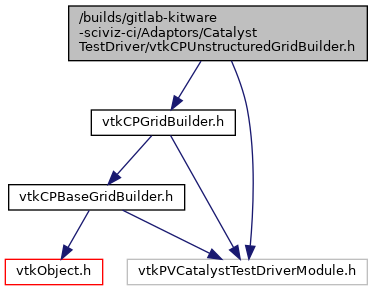 /builds/gitlab-kitware
-sciviz-ci/Adaptors/Catalyst
TestDriver/vtkCPUnstructuredGridBuilder.h
vtkCPGridBuilder.h
vtkCPBaseGridBuilder.h
vtkObject.h
vtkPVCatalystTestDriverModule.h